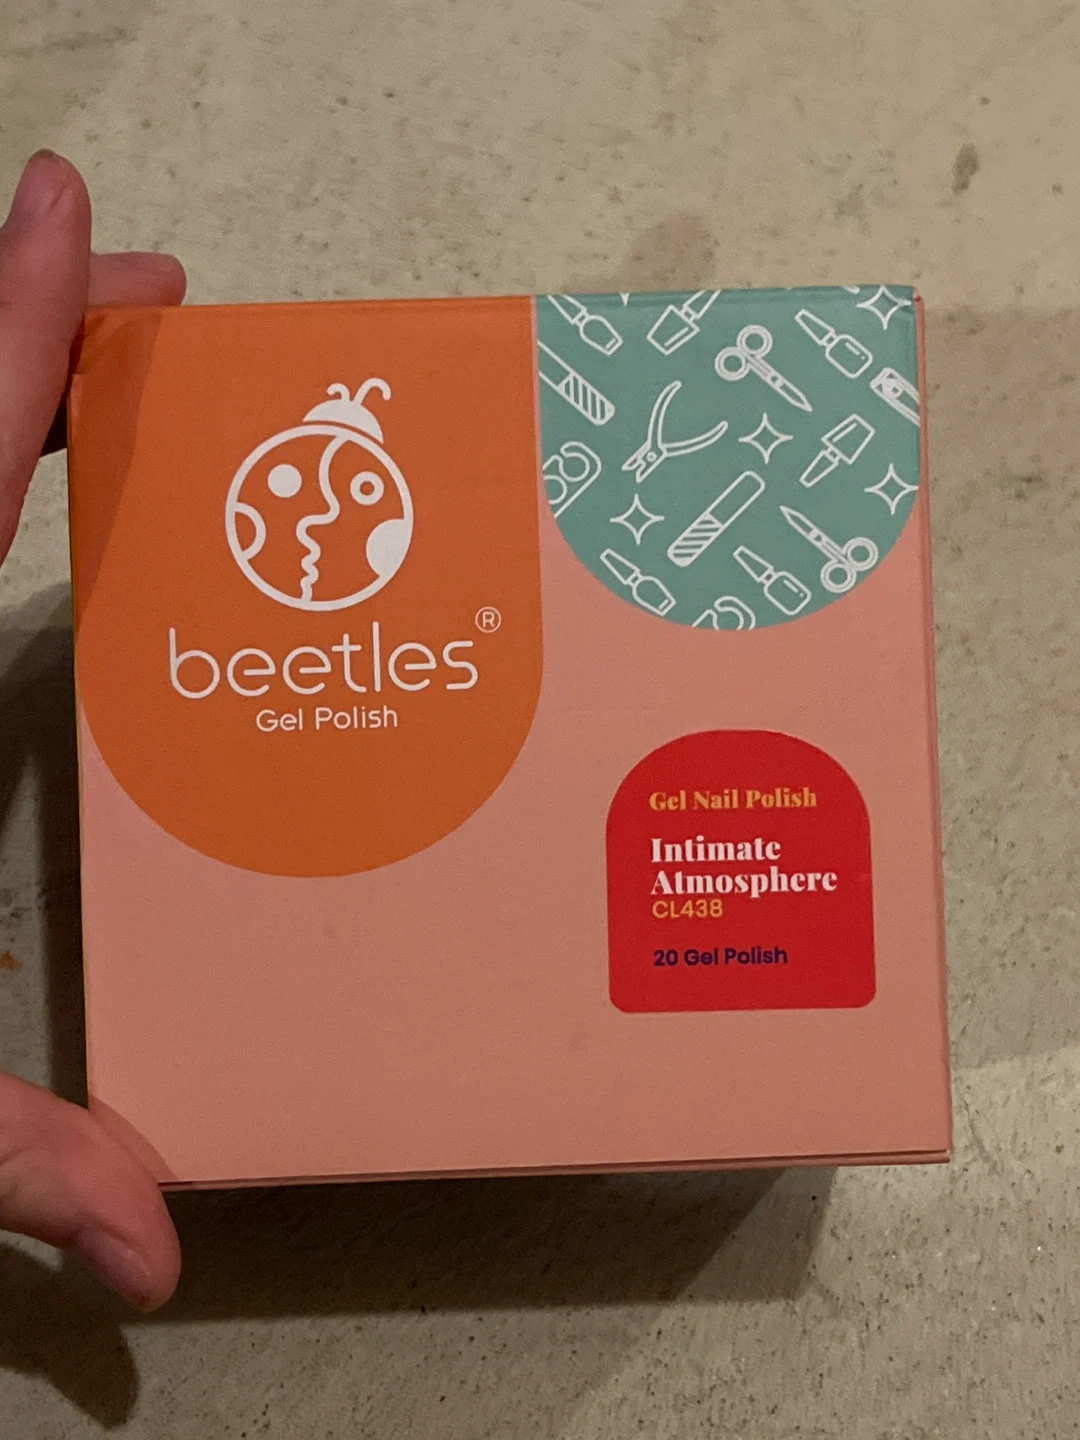 beetles®
Gel Polish
Gel Nail Polish
Intimate
Atmosphere
CL438
20 Gel Polish